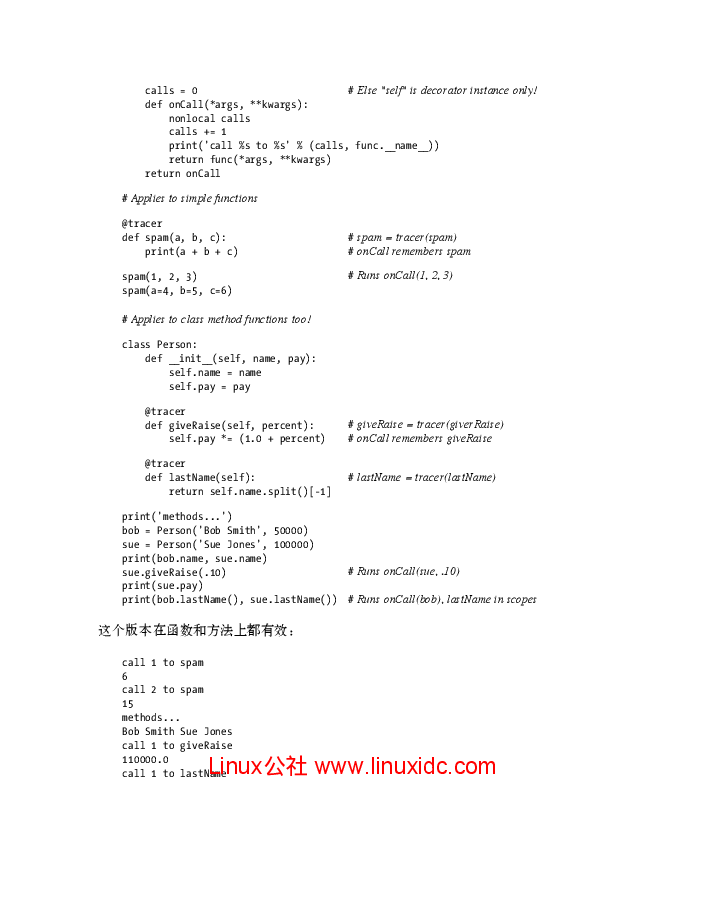 calls = 0 # Else "self" is decorator instance only!
def onCall(*args, **kwargs):
nonlocal calls
calls += 1
print('call %s to %s' % (calls, func.__name__))
return func(*args, **kwargs)
return onCall
# Applies to simple functions
@tracer
def spam(a, b, c): # spam = tracer(spam)
print(a + b + c) # onCall remembers spam
spam(1, 2, 3) # Runs onCall(1, 2, 3)
spam(a=4, b=5, c=6)
# Applies to class method functions too!
class Person:
def __init__(self, name, pay):
self.name = name
self.pay = pay
@tracer
def giveRaise(self, percent): # giveRaise = tracer(giverRaise)
self.pay *= (1.0 + percent) # onCall remembers giveRaise
@tracer
def lastName(self): # lastName = tracer(lastName)
return self.name.split()[-1]
print('methods...')
bob = Person('Bob Smith', 50000)
sue = Person('Sue Jones', 100000)
print(bob.name, sue.name)
sue.giveRaise(.10) # Runs onCall(sue, .10)
print(sue.pay)
print(bob.lastName(), sue.lastName()) # Runs onCall(bob), lastName in scopes
这个版本在函数和方法上都有效：
call 1 to spam
6
call 2 to spam
15
methods...
Bob Smith Sue Jones
call 1 to giveRaise
110000.0
call 1 to lastName
Linux公社 www.linuxidc.com